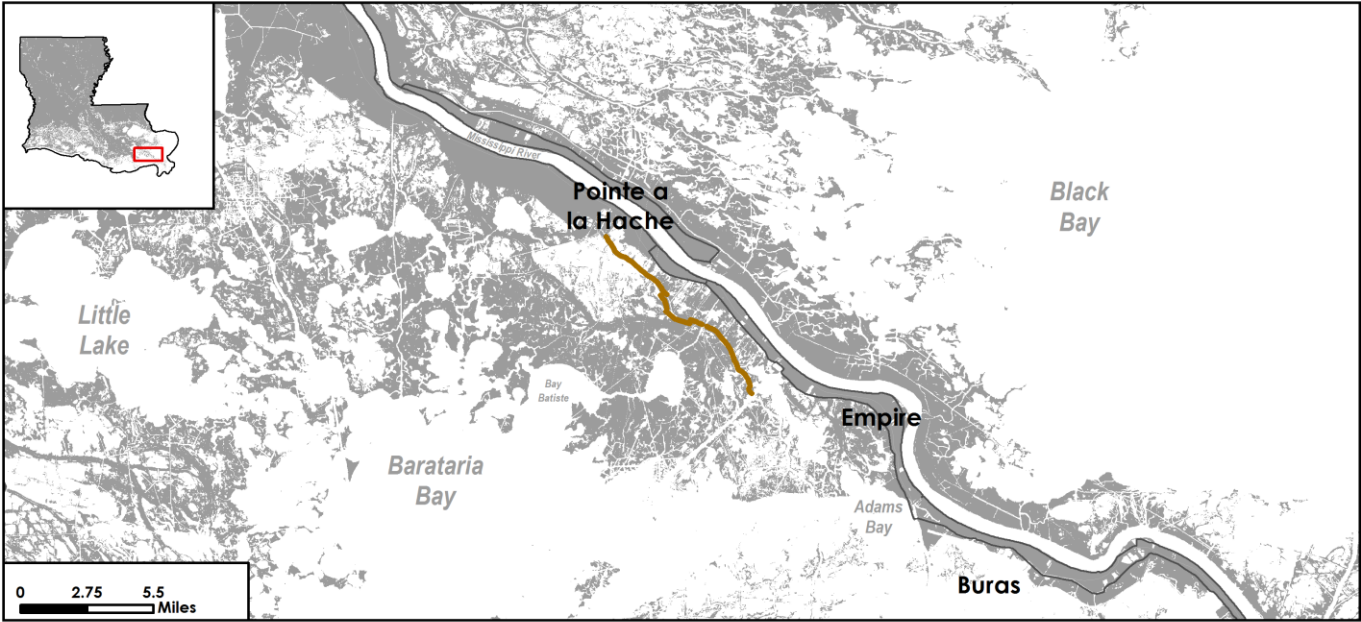 Mississippi River
Pointe a
la Hache
Black
Bay
Little
Lake
Bay
Batiste
Empire
Barataria
Bay
Adams
Bay
Buras
0 2.75 5.5
Miles